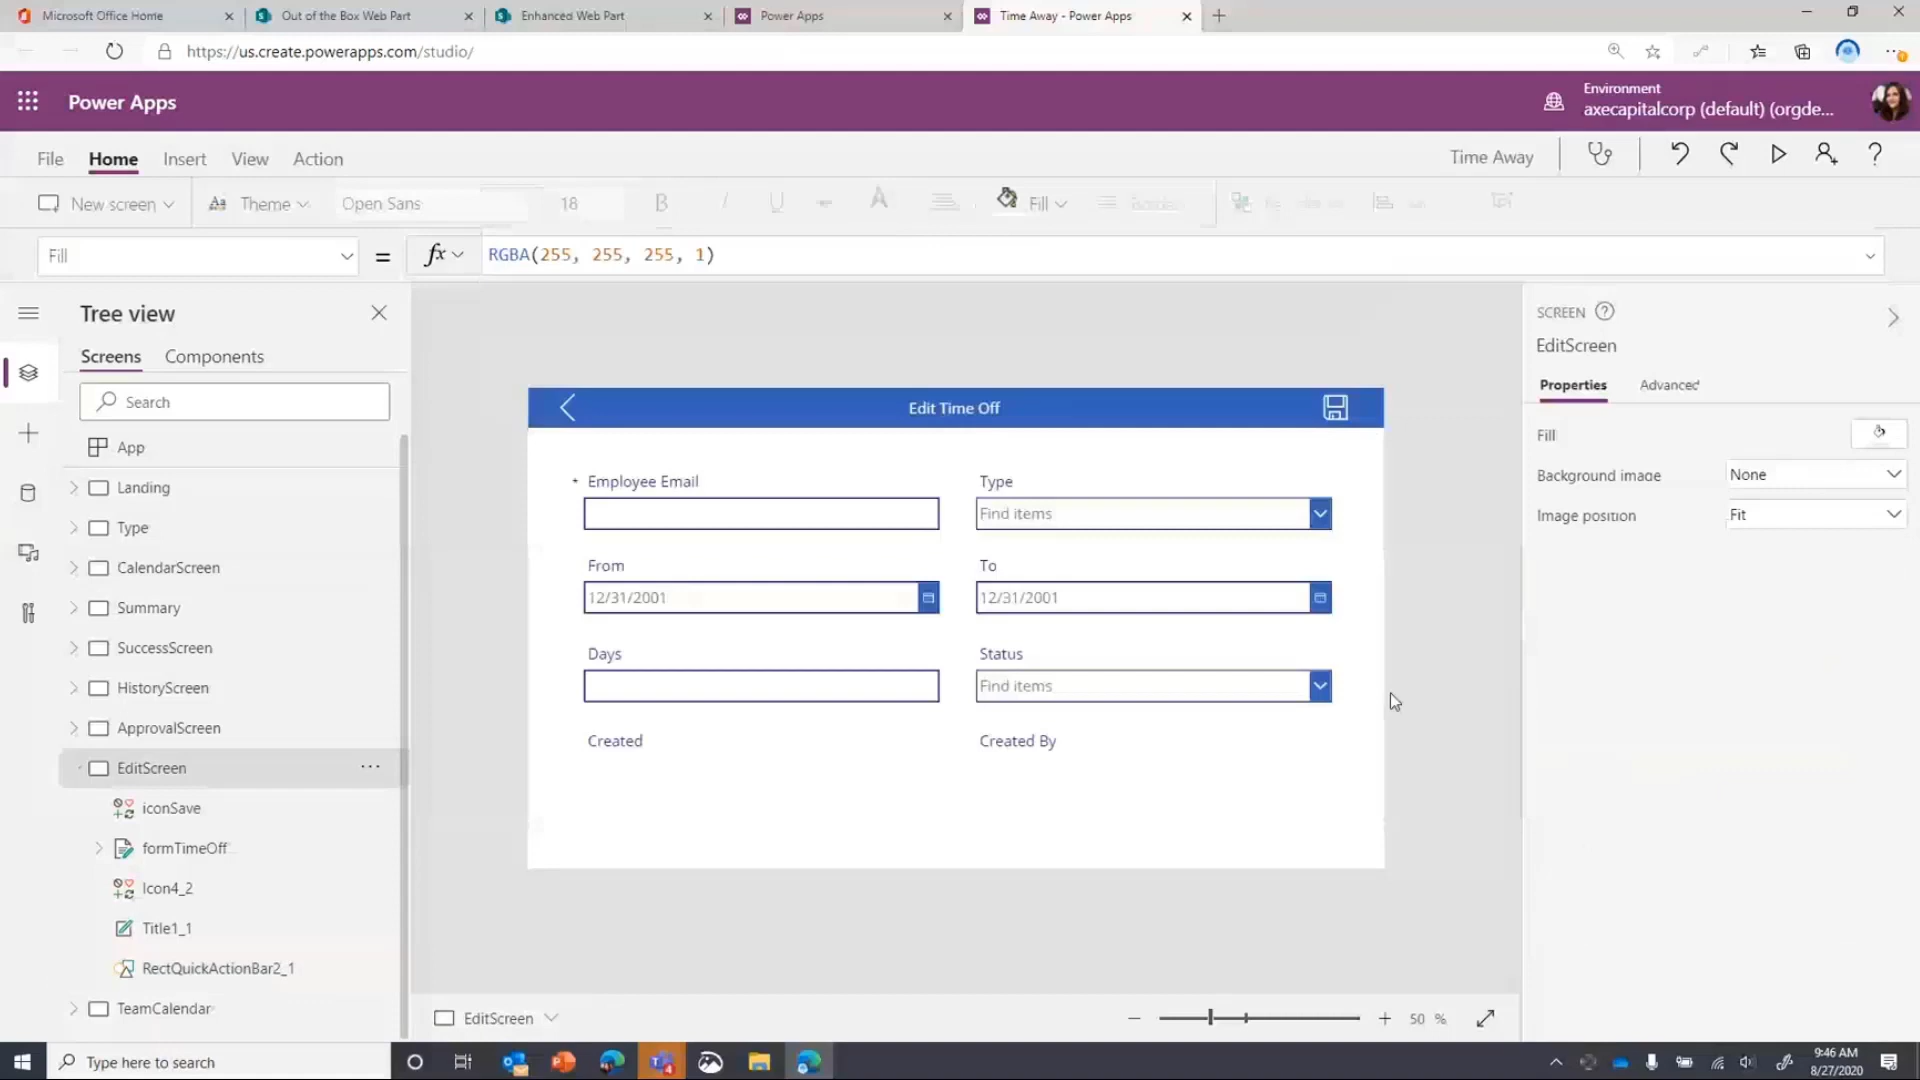 Microsoft Office Home
Out of the Box Web Part
Enhanced Web Part
Power Apps
Time Away - Power Apps
https://us.create.powerapps.com/studio/
Power Apps
Environment
axecapitalcorp (default) (orgde...
File
Home
Insert
View
Action
Time Away
New screen
Theme
Open Sans
18
B
I
U
A
Fill
Border
Fill
=
fx
RGBA(255, 255, 255, 1)
Tree view
Screens
Components
Search
App
Landing
Type
CalendarScreen
Summary
SuccessScreen
HistoryScreen
ApprovalScreen
EditScreen
iconSave
formTimeOff
Icon4_2
Title1_1
RectQuickActionBar2_1
TeamCalendar
Edit Time Off
* Employee Email
Type
Find items
From
To
12/31/2001
12/31/2001
Days
Status
Find items
Created
Created By
SCREEN
EditScreen
Properties
Advanced
Fill
Background image
None
Image position
Fit
EditScreen
50 %
Type here to search
9:46 AM
8/27/2020